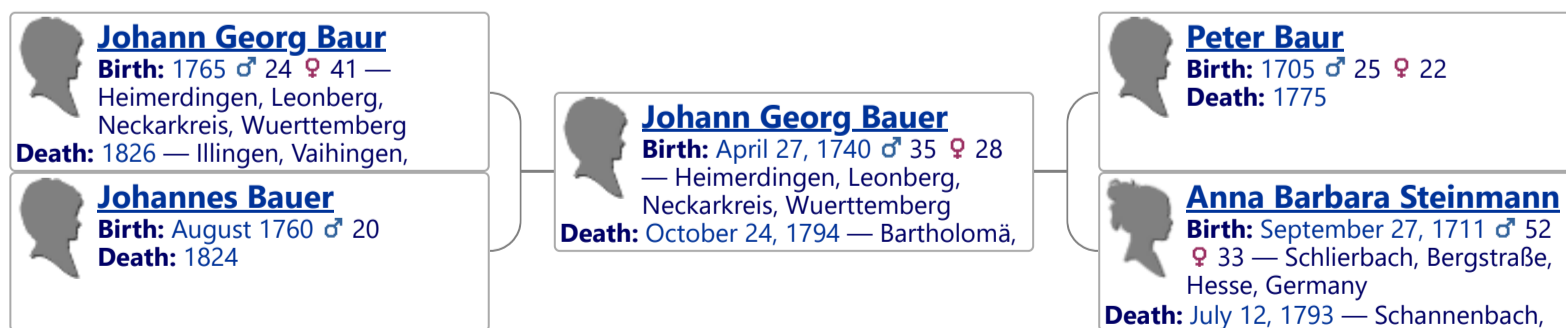 Johann Georg Baur
Birth: 1765 ♂ 24 ♀ 41 —
Heimerdingen, Leonberg,
Neckarkreis, Wuerttemberg
Death: 1826 — Illingen, Vaihingen,
Johannes Bauer
Birth: August 1760 ♂ 20
Death: 1824
Johann Georg Bauer
Birth: April 27, 1740 ♂ 35 ♀ 28
— Heimerdingen, Leonberg,
Neckarkreis, Wuerttemberg
Death: October 24, 1794 — Bartholomä,
Peter Baur
Birth: 1705 ♂ 25 ♀ 22
Death: 1775
Anna Barbara Steinmann
Birth: September 27, 1711 ♂ 52
♀ 33 — Schlierbach, Bergstraße,
Hesse, Germany
Death: July 12, 1793 — Schannenbach,